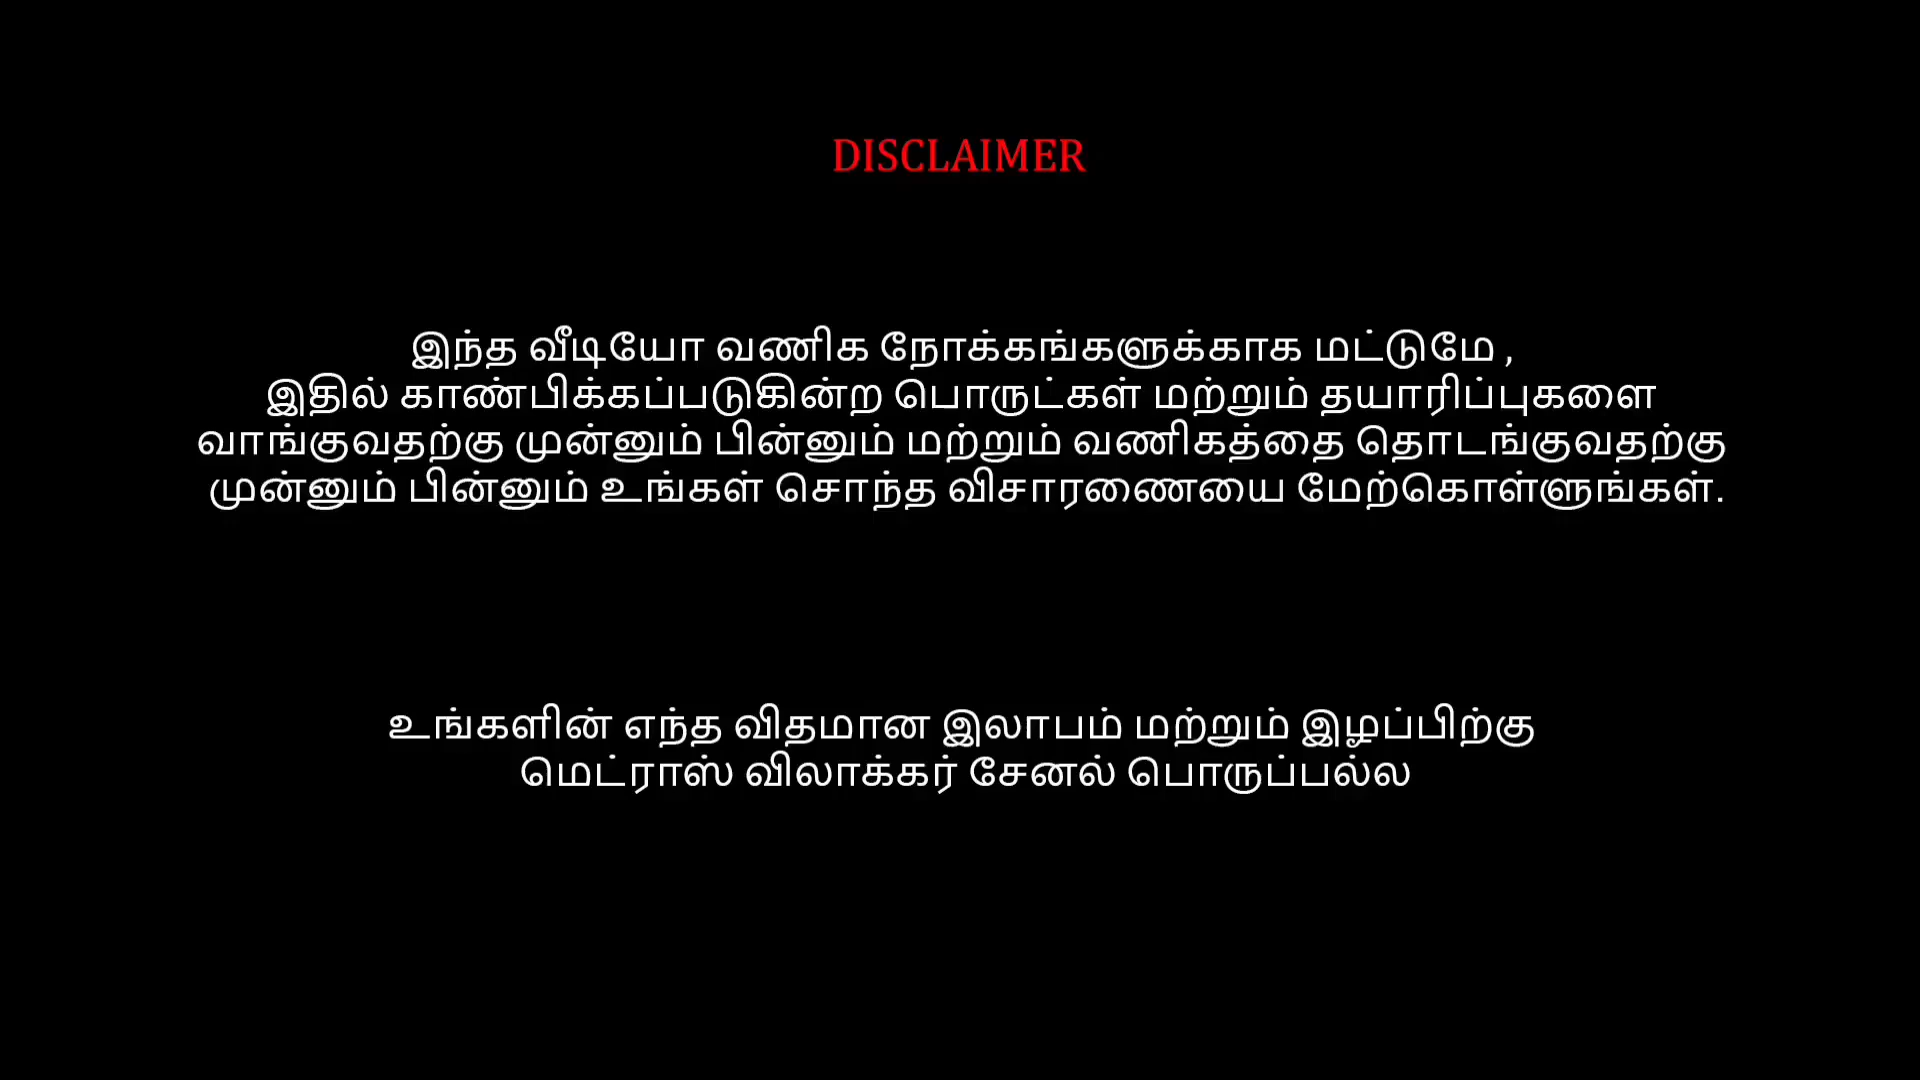 DISCLAIMER
இந்த வீடியோ வணிக நோக்கங்களுக்காக மட்டுமே ,
இதில் காண்பிக்கப்படுகின்ற பொருட்கள் மற்றும் தயாரிப்புகளை
வாங்குவதற்கு முன்னும் பின்னும் மற்றும் வணிகத்தை தொடங்குவதற்கு
முன்னும் பின்னும் உங்கள் சொந்த விசாரணையை மேற்கொள்ளுங்கள்.
உங்களின் எந்த விதமான இலாபம் மற்றும் இழப்பிற்கு
மெட்ராஸ் விலாக்கர் சேனல் பொருப்பல்ல